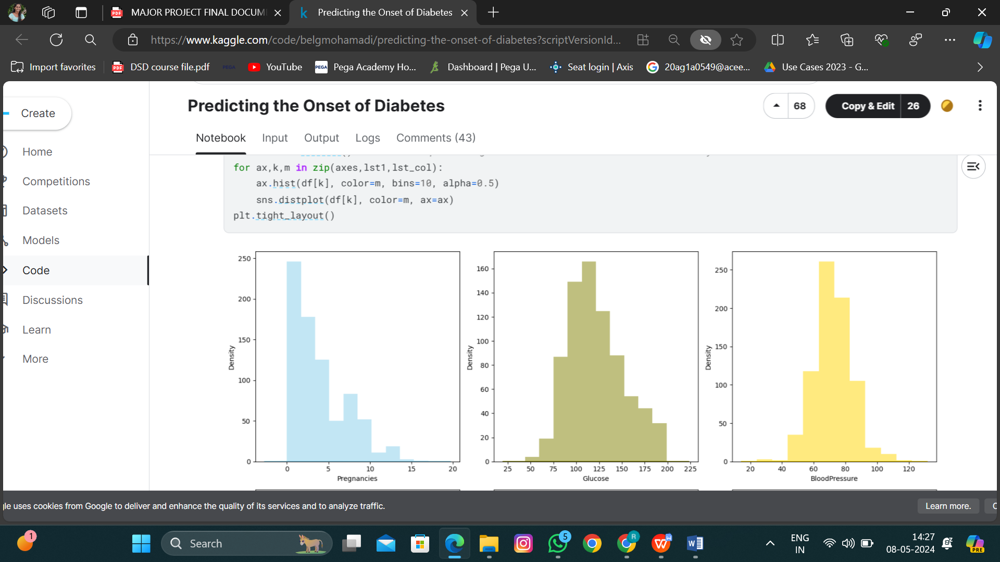 MAJOR PROJECT FINAL DOCUM
Predicting the Onset of Diabetes
https://www.kaggle.com/code/belgmohamadi/predicting-the-onset-of-diabetes?scriptVersionId...
Import favorites
PDF DSD course file.pdf
PEGA
YouTube
PEGA Pega Academy Ho...
Dashboard | Pega U...
Seat login | Axis
20ag1a0549@acee...
Use Cases 2023 - G...
Create
Home
Competitions
Datasets
Models
Code
Discussions
Learn
More
Predicting the Onset of Diabetes
68
Copy & Edit 26
Notebook Input Output Logs Comments (43)
for ax,k,m in zip(axes,lst1,lst_col):
ax.hist(df[k], color=m, bins=10, alpha=0.5)
sns.distplot(df[k], color=m, ax=ax)
plt.tight_layout()
250
200
150
100
50
0
Density
0 5 10 15 20
Pregnancies
160
140
120
100
80
60
40
20
0
Density
25 50 75 100 125 150 175 200 225
Glucose
250
200
150
100
50
0
Density
20 40 60 80 100 120
BloodPressure
gle uses cookies from Google to deliver and enhance the quality of its services and to analyze traffic.
Learn more.
1
Search
5
R
W
ENG
IN
14:27
08-05-2024
PRE